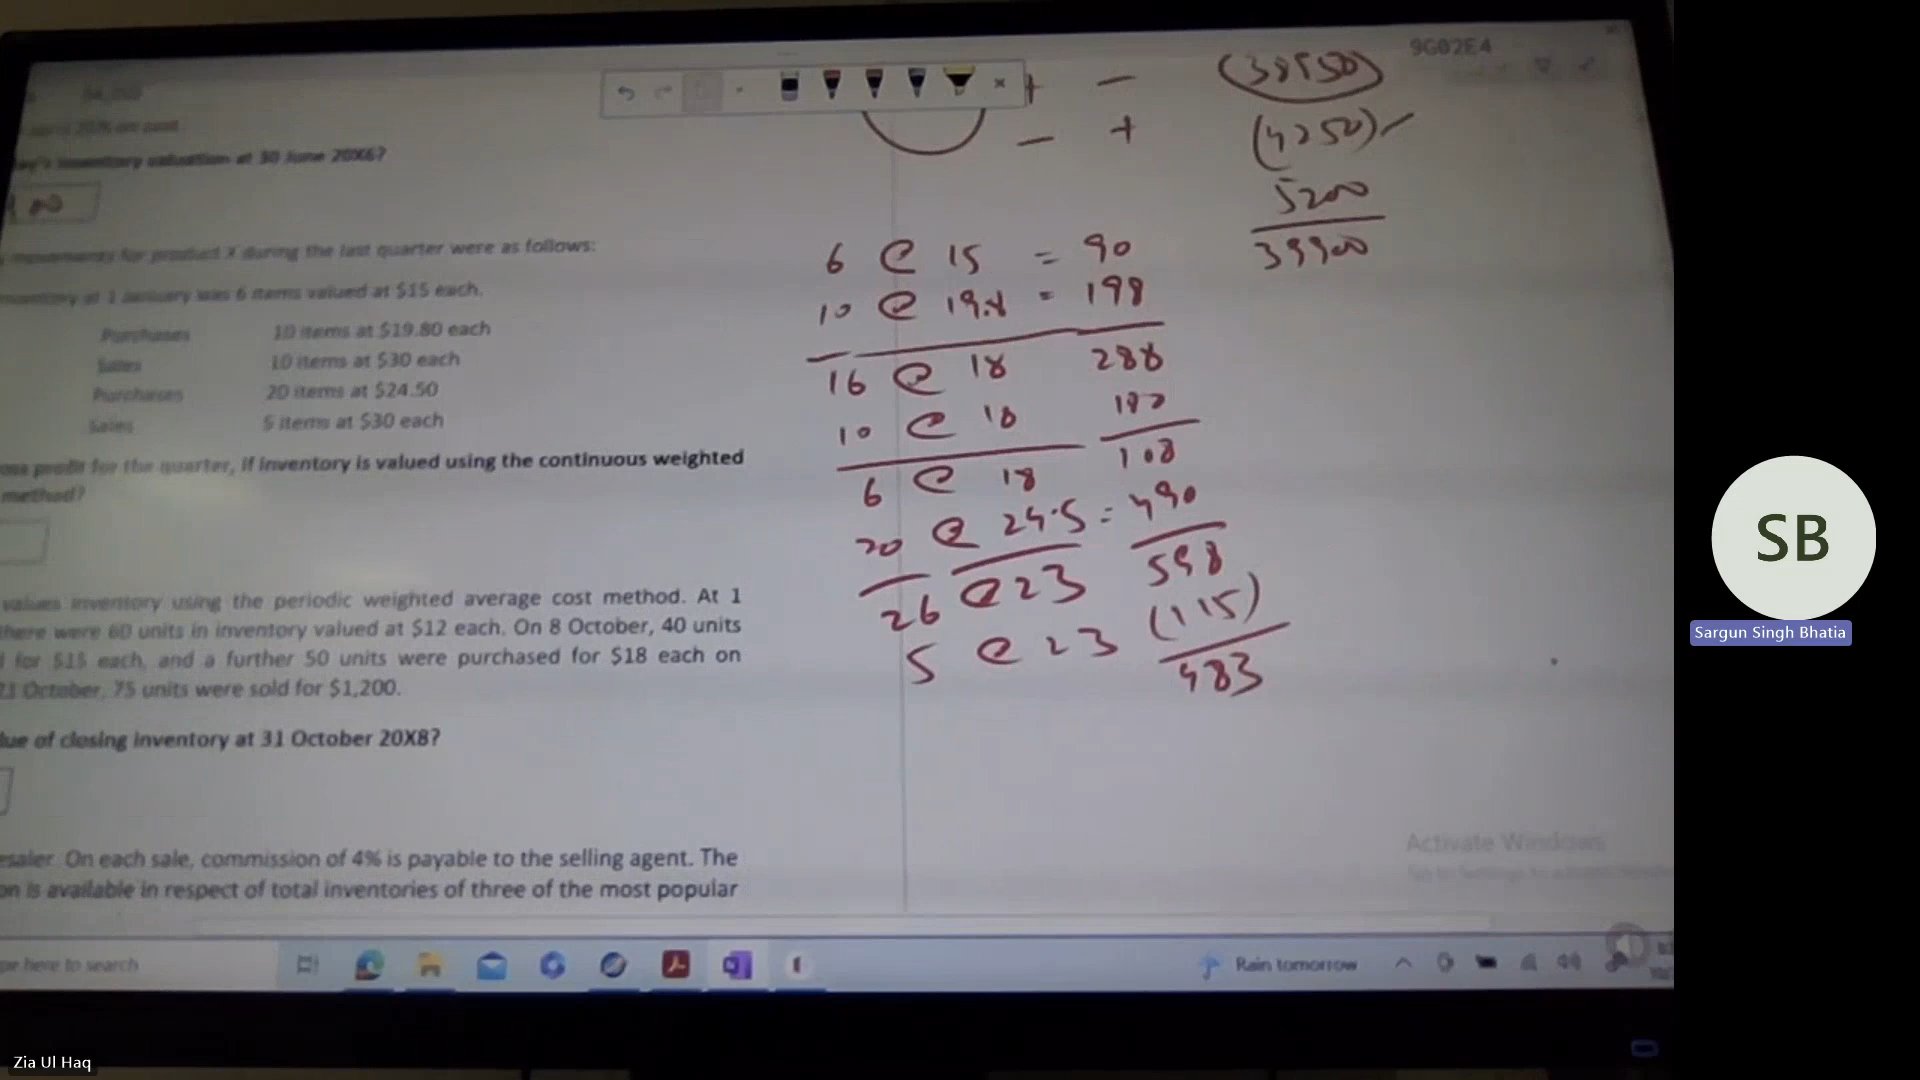 9G02E4
inventory valuation at 30 June 20X6?
+ - (38950)
- + (4250)
5200
39900
00
movements for product X during the last quarter were as follows:
inventory at 1 January was 6 items valued at $15 each.
Purchases 10 items at $19.80 each
Sales 10 items at $30 each
Purchases 20 items at $24.50
Sales 5 items at $30 each
profit for the quarter, if inventory is valued using the continuous weighted
method?
6 @ 15 = 90
10 @ 19.8 = 198
16 @ 18 288
10 @ 18 180
6 @ 18 108
20 @ 24.5 = 490
26 @ 23 598
5 @ 23 (115)
483
values inventory using the periodic weighted average cost method. At 1
there were 60 units in inventory valued at $12 each. On 8 October, 40 units
for $15 each, and a further 50 units were purchased for $18 each on
21 October, 75 units were sold for $1,200.
of closing inventory at 31 October 20X8?
On each sale, commission of 4% is payable to the selling agent. The
is available in respect of total inventories of three of the most popular
Activate Windows
here to search
Rain tomorrow
SB
Sargun Singh Bhatia
Zia Ul Haq